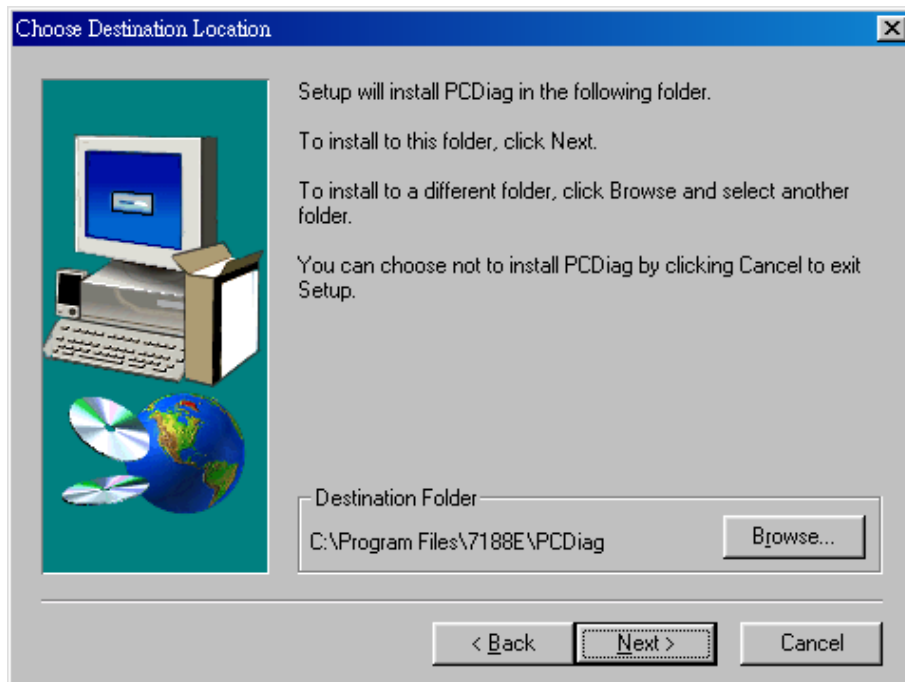 Choose Destination Location
Setup will install PCDiag in the following folder.
To install to this folder, click Next.
To install to a different folder, click Browse and select another
folder.
You can choose not to install PCDiag by clicking Cancel to exit
Setup.
Destination Folder
C:\Program Files\7188E\PCDiag
Browse...
< Back
Next >
Cancel